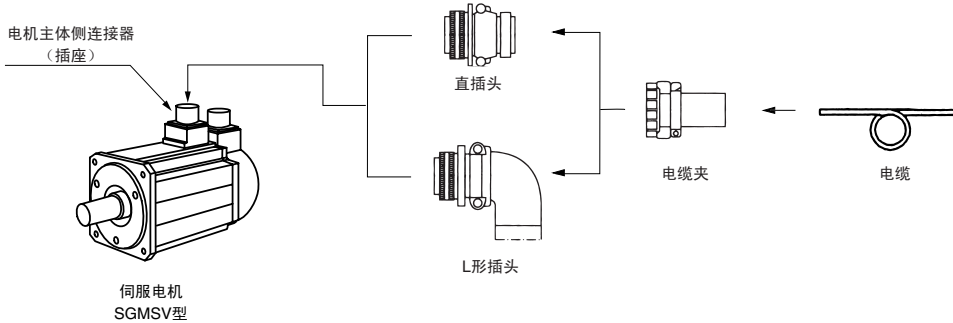 电机主体侧连接器
（插座）
直插头
电缆夹
电缆
L形插头
伺服电机
SGMSV型